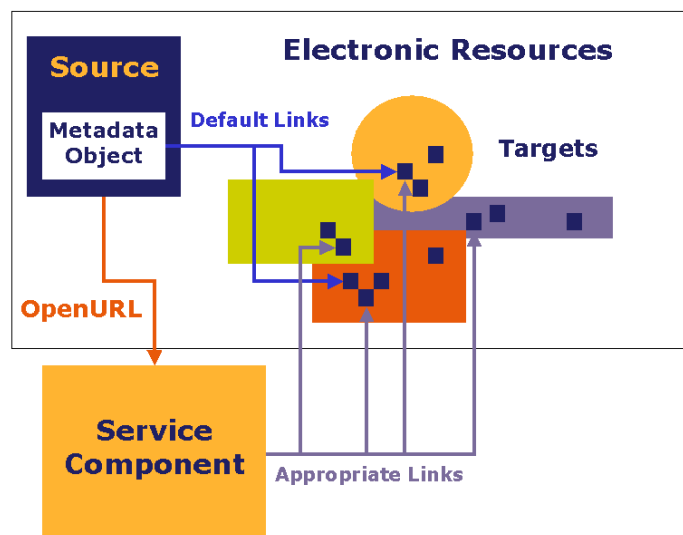 Electronic Resources
Source
Metadata
Object
Default Links
Targets
OpenURL
Service
Component
Appropriate Links